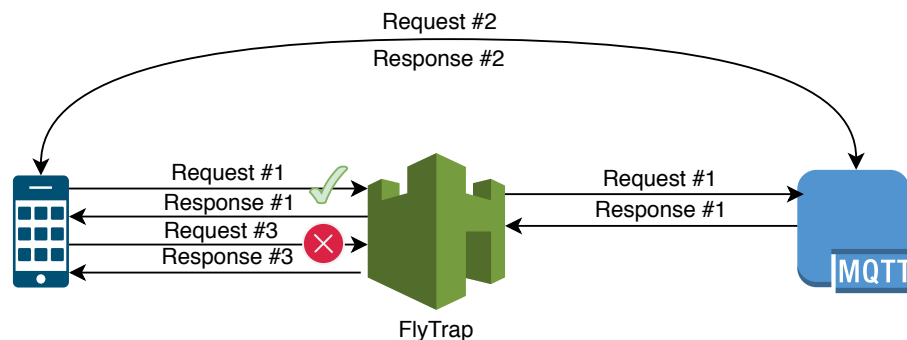 Request #2
Response #2
Request #1
Request #1
Response #1
Response #1
Request #3
Response #3
MQTT
FlyTrap